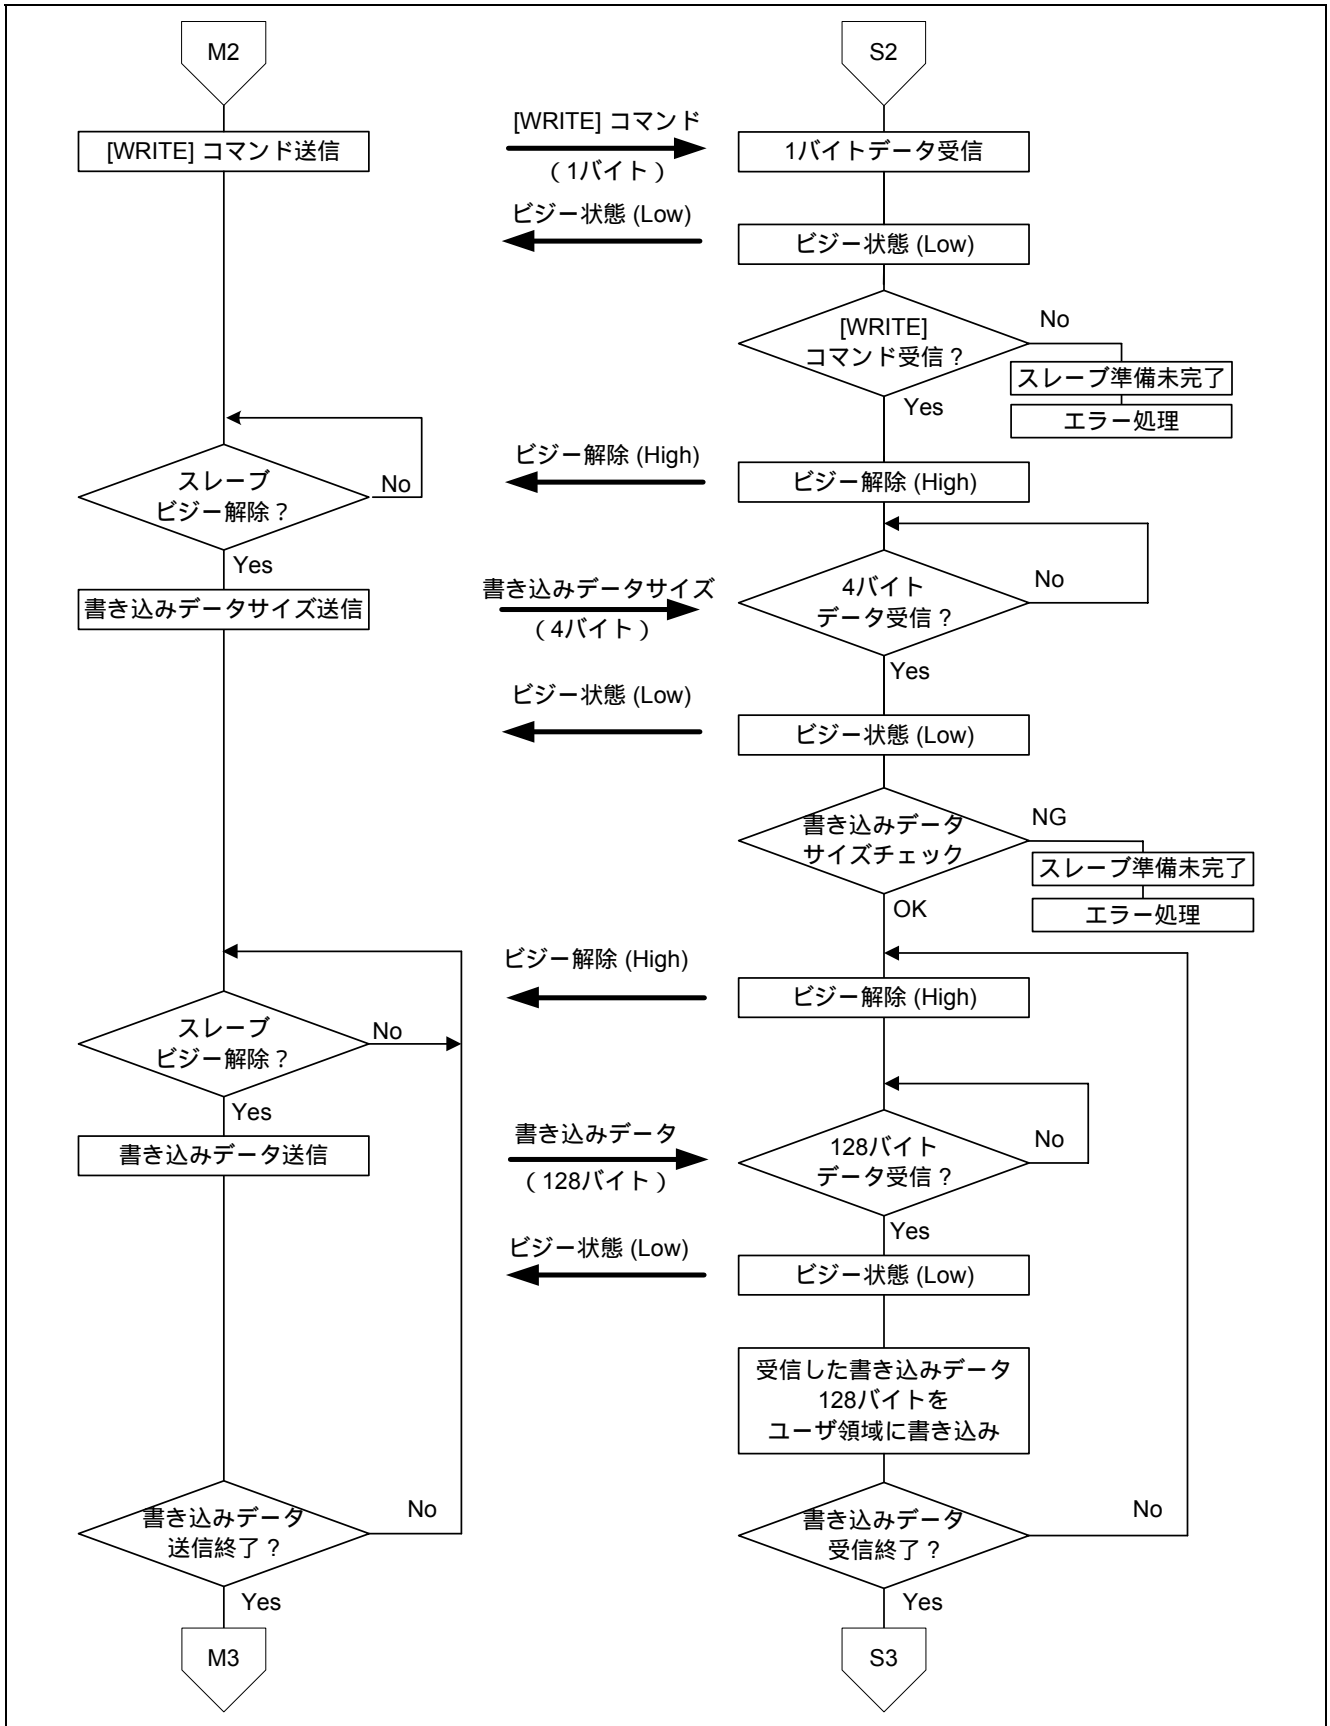 M2
S2
[WRITE] コマンド送信
[WRITE] コマンド
(1バイト)
1バイトデータ受信
ビジー状態 (Low)
ビジー状態 (Low)
[WRITE]
コマンド受信?
No
スレーブ準備未完了
エラー処理
Yes
スレーブ
ビジー解除?
No
ビジー解除 (High)
ビジー解除 (High)
Yes
書き込みデータサイズ送信
書き込みデータサイズ
(4バイト)
4バイト
データ受信?
No
Yes
ビジー状態 (Low)
ビジー状態 (Low)
書き込みデータ
サイズチェック
NG
スレーブ準備未完了
エラー処理
OK
ビジー解除 (High)
ビジー解除 (High)
スレーブ
ビジー解除?
No
Yes
書き込みデータ送信
書き込みデータ
(128バイト)
128バイト
データ受信?
No
Yes
ビジー状態 (Low)
ビジー状態 (Low)
受信した書き込みデータ
128バイトを
ユーザ領域に書き込み
書き込みデータ
送信終了?
No
Yes
書き込みデータ
受信終了?
No
Yes
M3
S3